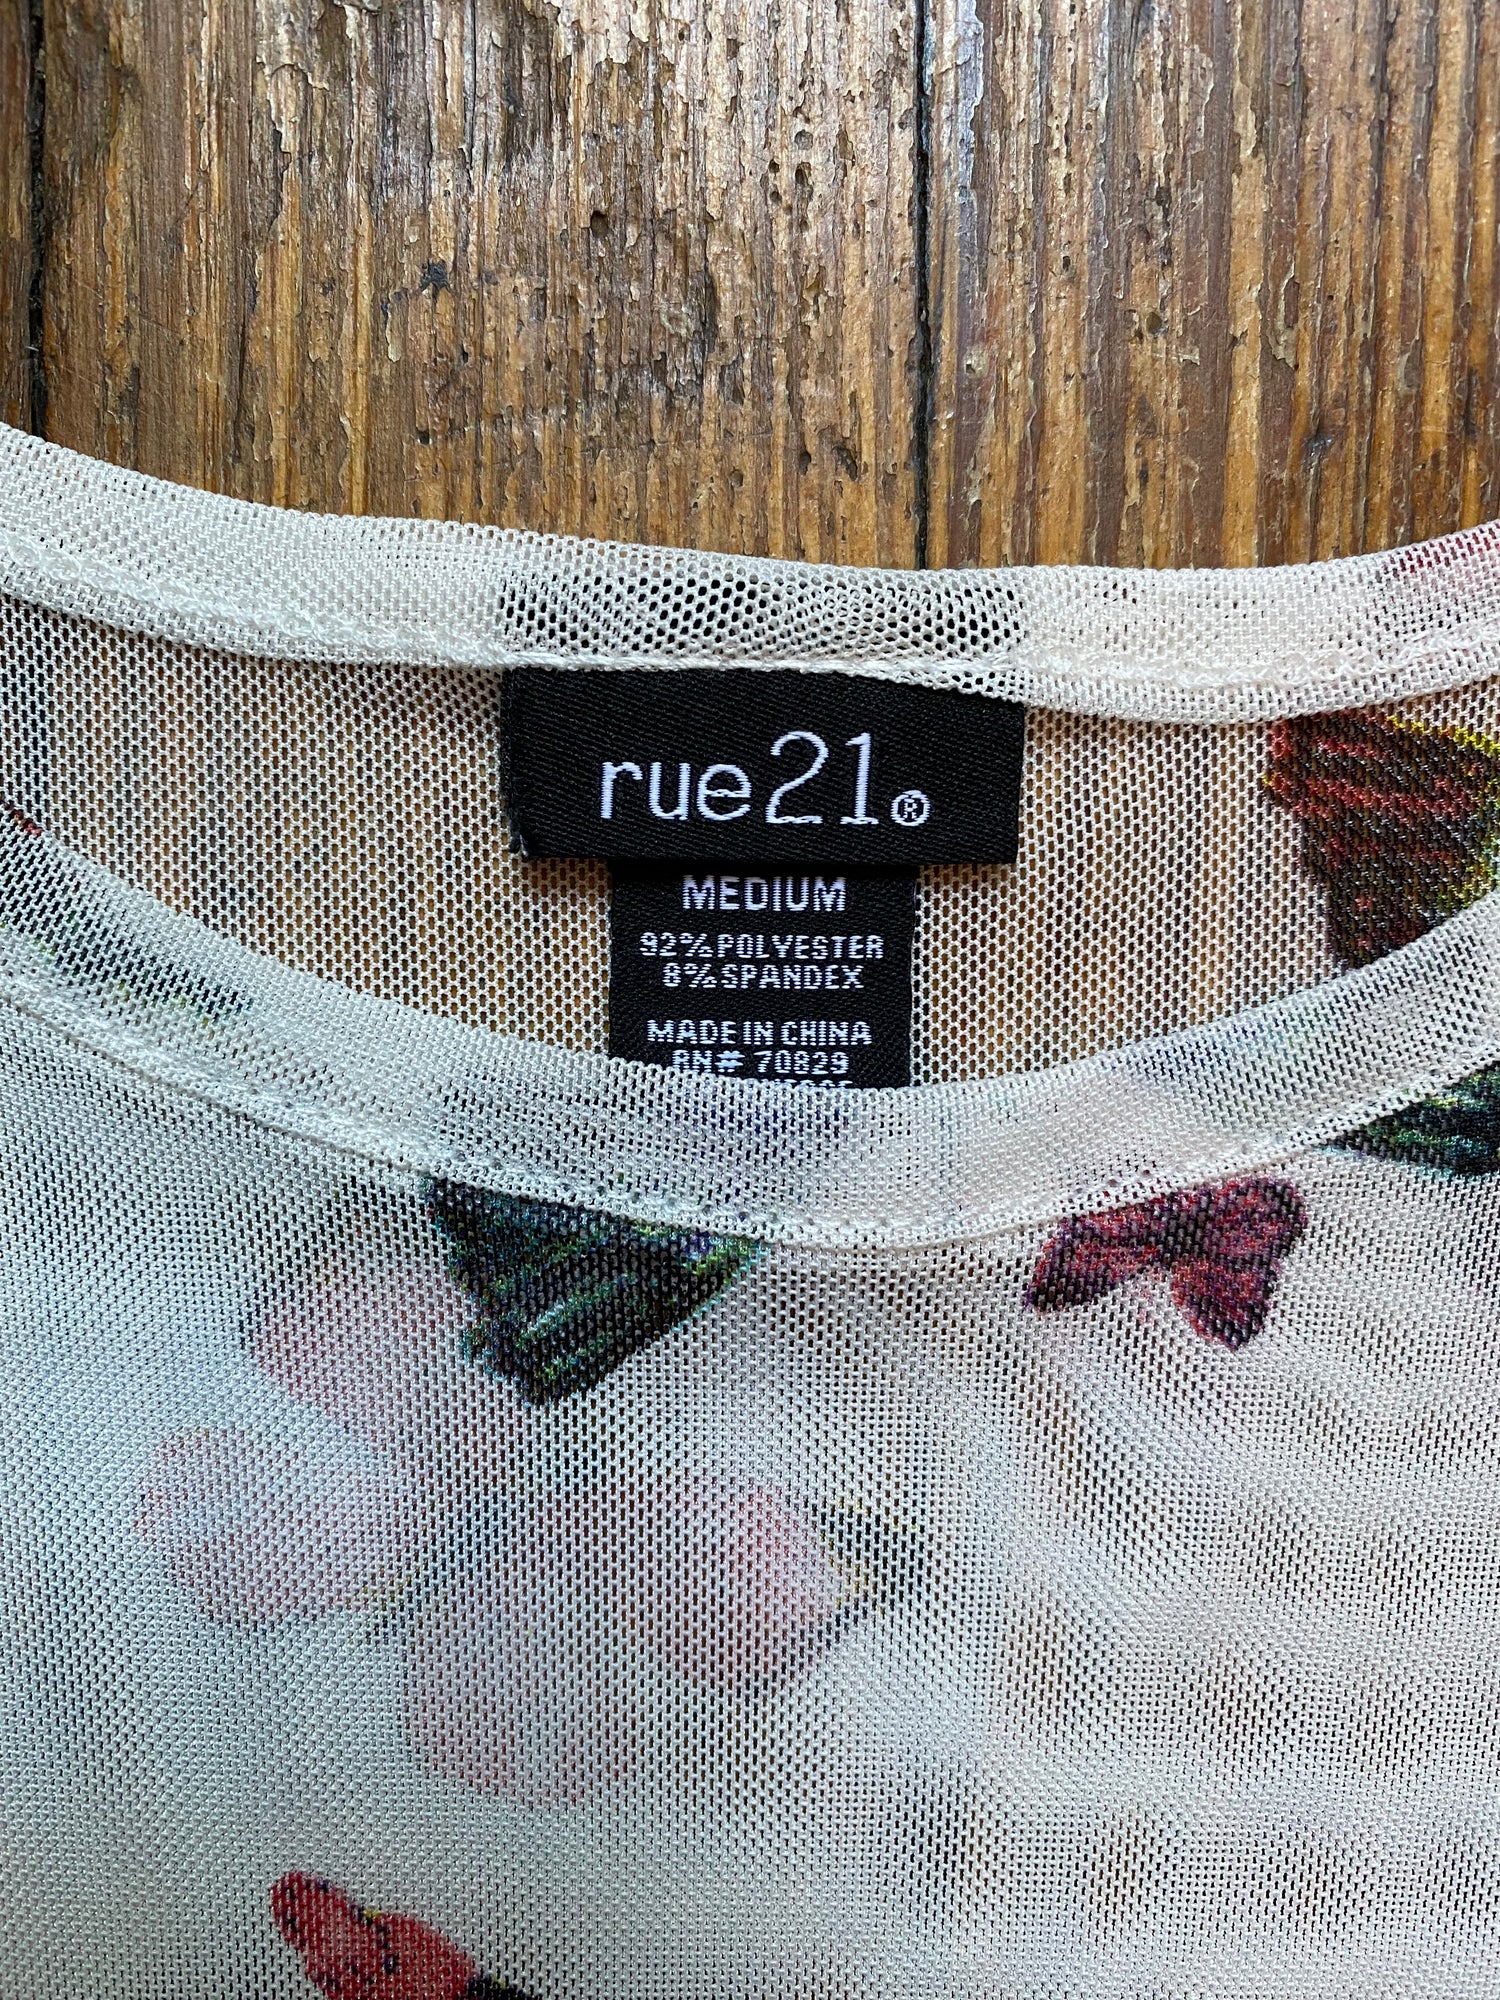 rue21®
MEDIUM
92% POLYESTER
8% SPANDEX
MADE IN CHINA
RN# 70829